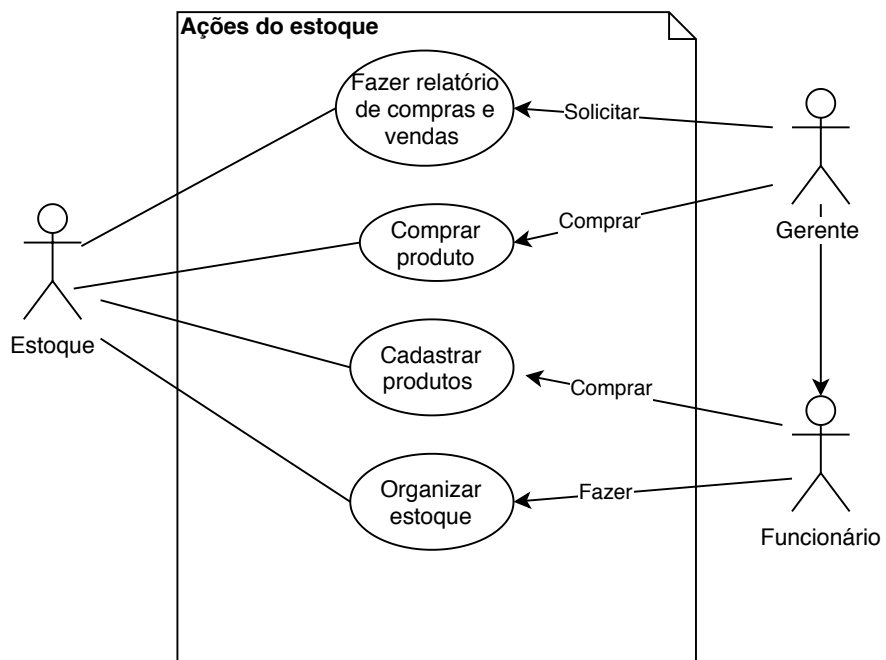 Ações do estoque
Fazer relatório
de compras e
vendas
Solicitar
Gerente
Comprar
produto
Comprar
Estoque
Cadastrar
produtos
Comprar
Organizar
estoque
Fazer
Funcionário